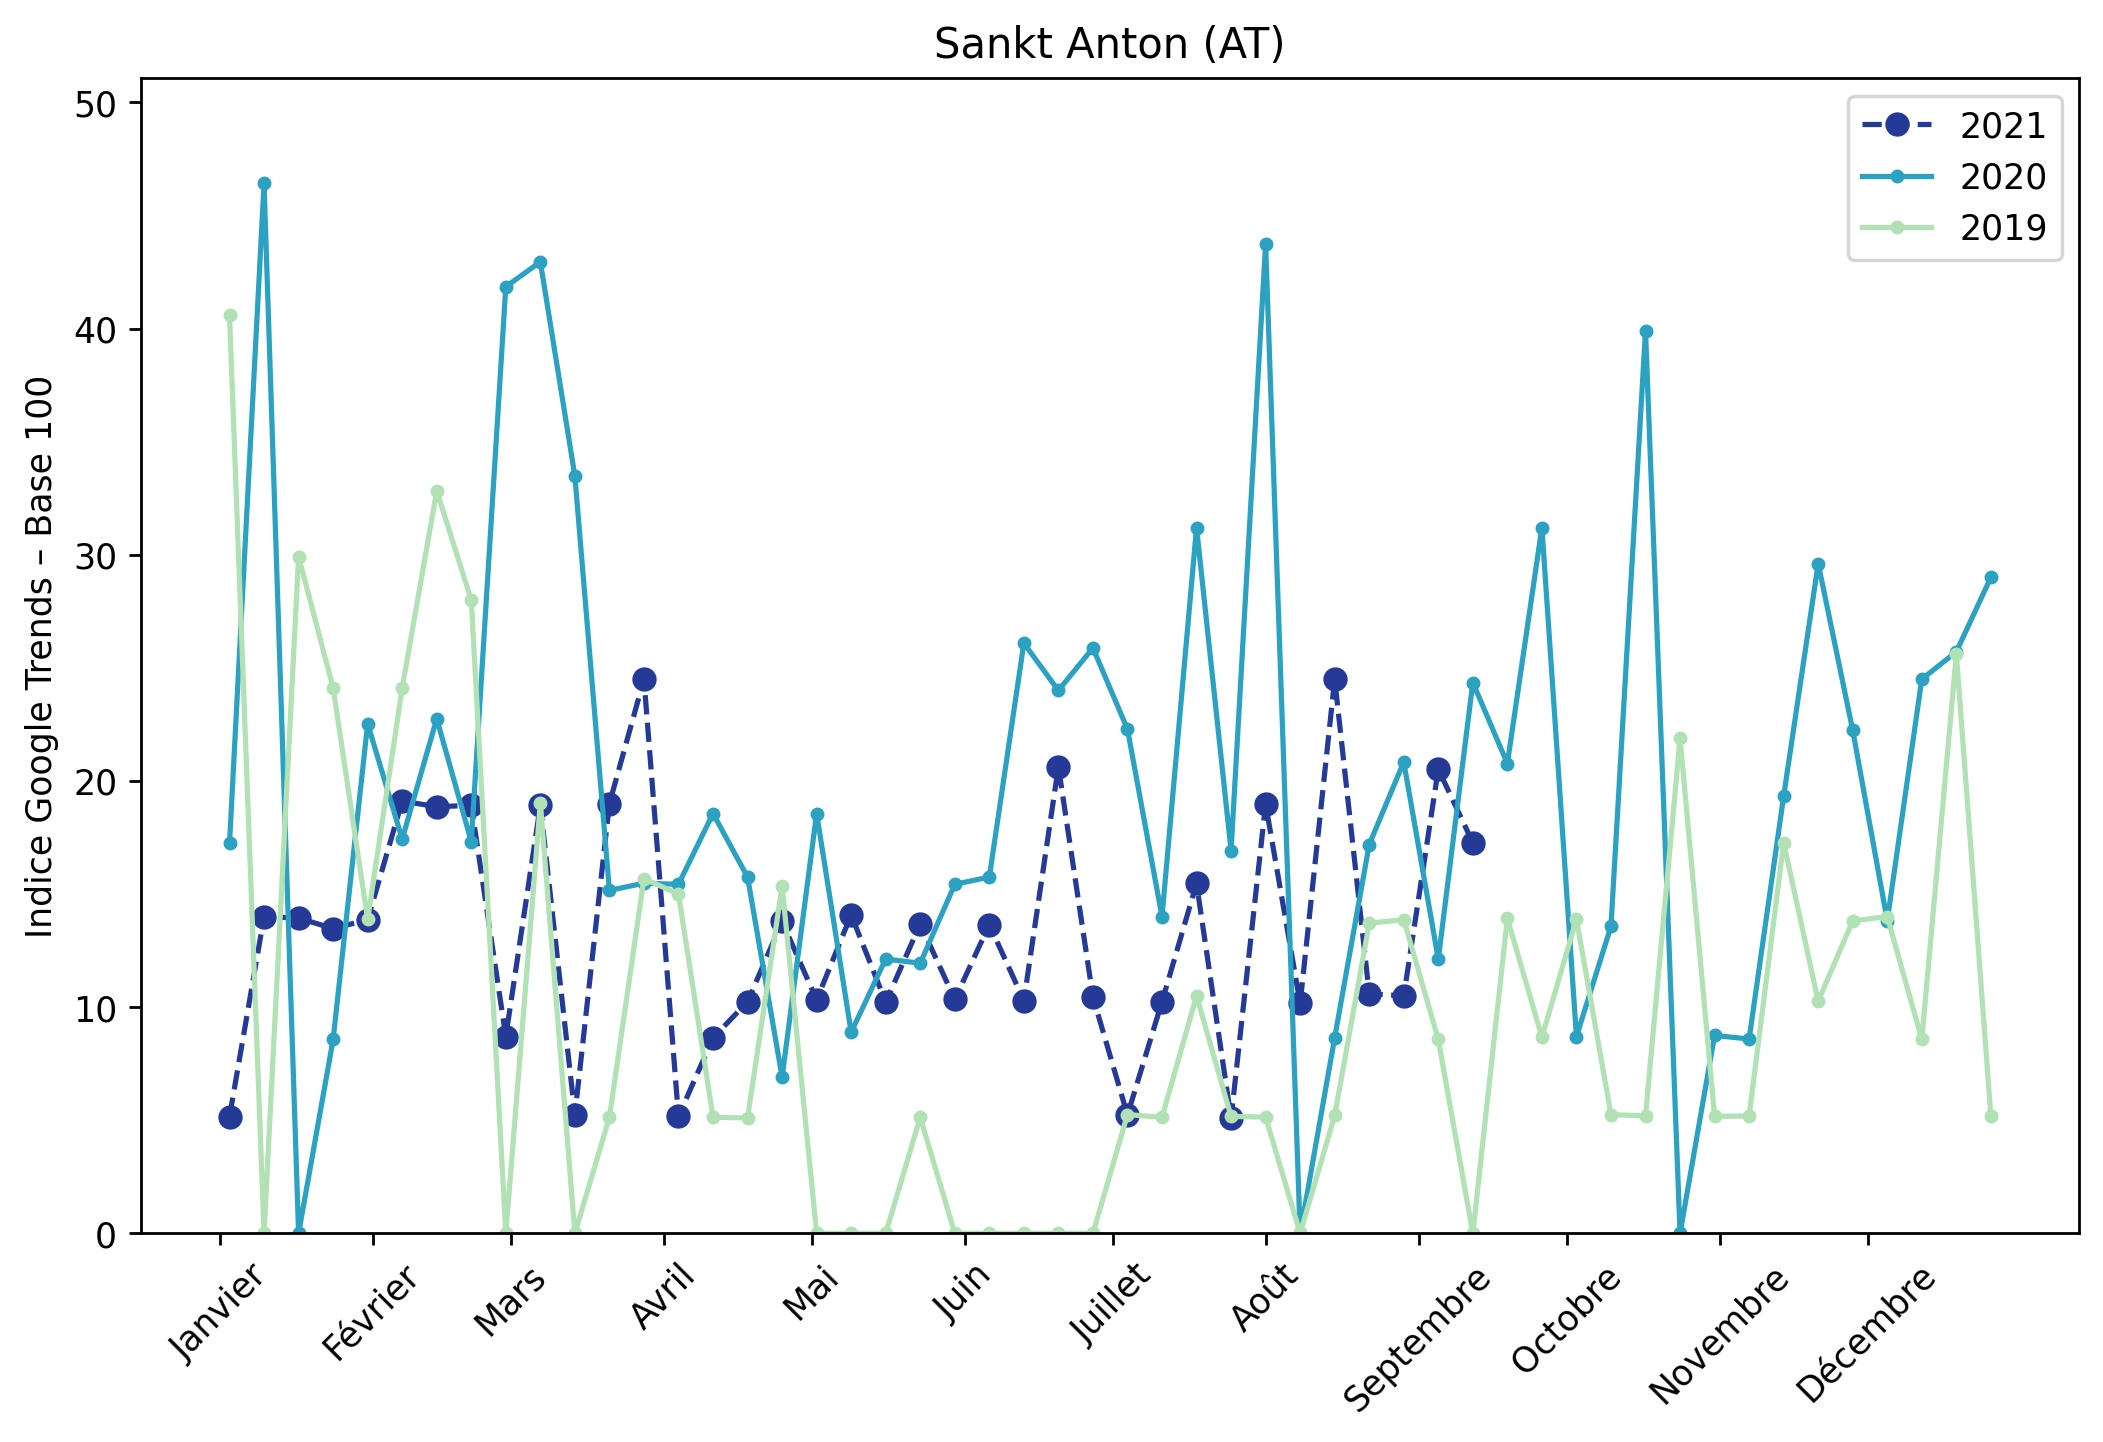 Sankt Anton (AT)
Indice Google Trends – Base 100
50
40
30
20
10
0
2021
2020
2019
Janvier
Février
Mars
Avril
Mai
Juin
Juillet
Août
Septembre
Octobre
Novembre
Décembre